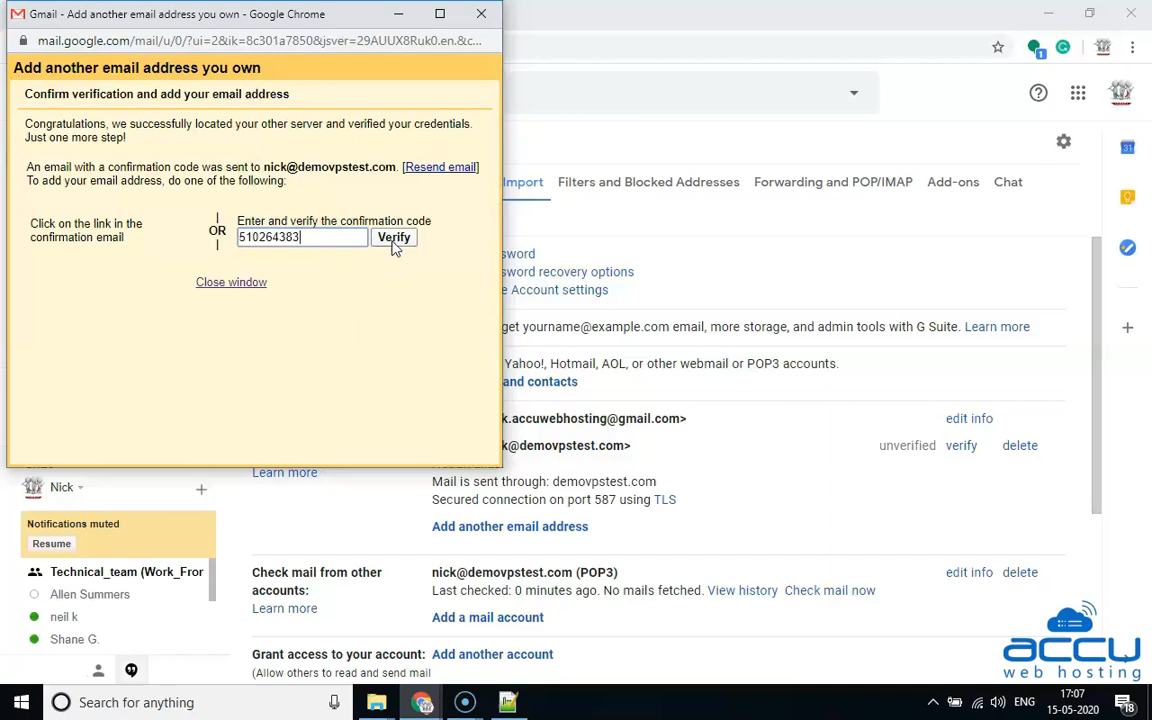 Gmail - Add another email address you own - Google Chrome
mail.google.com/mail/u/0/?ui=2&ik=8c301a7850&jsver=29AUUX8Ruk0.en.&c...
Add another email address you own
Confirm verification and add your email address
Congratulations, we successfully located your other server and verified your credentials.
Just one more step!
An email with a confirmation code was sent to nick@demovpstest.com. [Resend email]
To add your email address, do one of the following:
Click on the link in the
confirmation email
OR
Enter and verify the confirmation code
510264383
Verify
Close window
1
31
Import
Filters and Blocked Addresses
Forwarding and POP/IMAP
Add-ons
Chat
sword
sword recovery options
e Account settings
get yourname@example.com email, more storage, and admin tools with G Suite. Learn more
Yahoo!, Hotmail, AOL, or other webmail or POP3 accounts.
and contacts
k.accuwebhosting@gmail.com>
edit info
k@demovpstest.com>
unverified
verify
delete
Mail is sent through: demovpstest.com
Secured connection on port 587 using TLS
Learn more
Add another email address
Nick
Notifications muted
Resume
Technical_team (Work_Fror
Allen Summers
neil k
Shane G.
Check mail from other
accounts:
Learn more
nick@demovpstest.com (POP3)
edit info
delete
Last checked: 0 minutes ago. No mails fetched. View history Check mail now
Add a mail account
Grant access to your account:
Add another account
(Allow others to read and send mail
accu
web hosting
Search for anything
ENG
17:07
15-05-2020
18